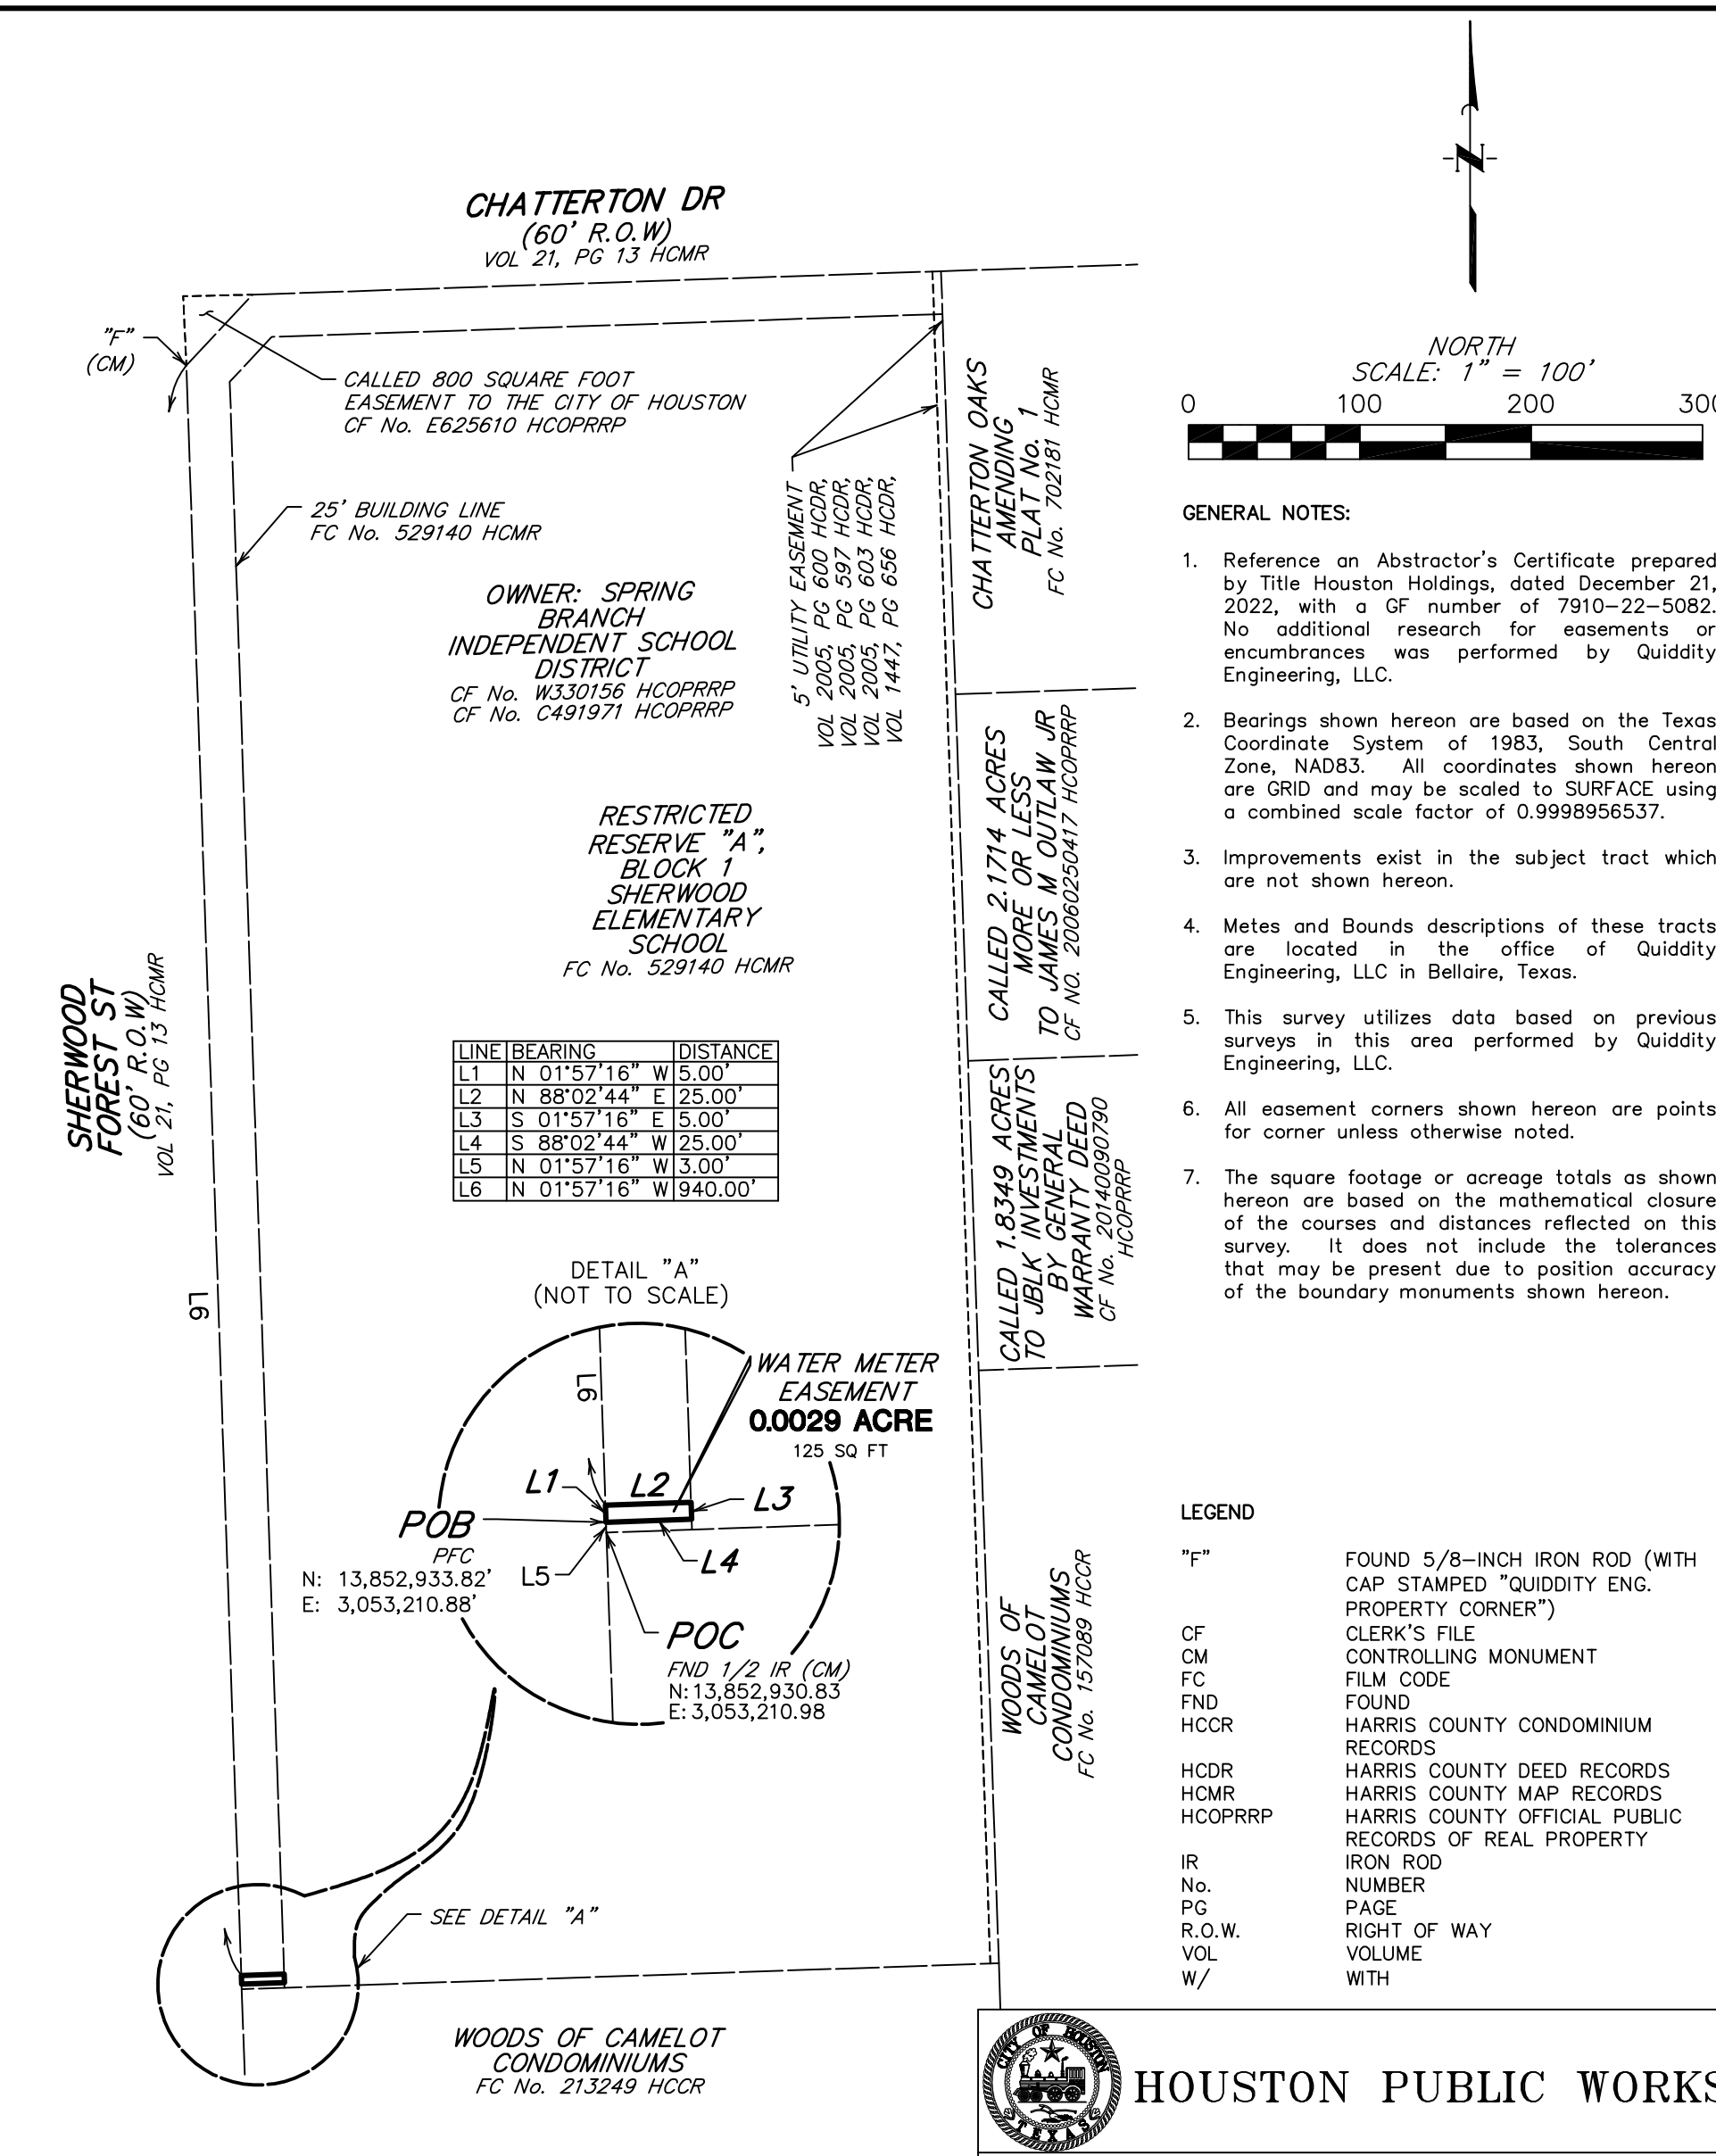 CHATTERTON DR
(60' R.O.W)
VOL 21, PG 13 HCMR
"F"
(CM)
CALLED 800 SQUARE FOOT
EASEMENT TO THE CITY OF HOUSTON
CF No. E625610 HCOPRRP
25' BUILDING LINE
FC No. 529140 HCMR
OWNER: SPRING
BRANCH
INDEPENDENT SCHOOL
DISTRICT
CF No. W330156 HCOPRRP
CF No. C491971 HCOPRRP
5' UTILITY EASEMENT
VOL 2005, PG 600 HCDR,
VOL 2005, PG 597 HCDR,
VOL 2005, PG 603 HCDR,
VOL 1447, PG 656 HCDR,
CHATTERTON OAKS
AMENDING
PLAT No. 1
FC No. 702181 HCMR
RESTRICTED
RESERVE "A",
BLOCK 1
SHERWOOD
ELEMENTARY
SCHOOL
FC No. 529140 HCMR
CALLED 2.1714 ACRES
MORE OR LESS
TO JAMES M OUTLAW JR
CF NO. 20060250417 HCOPRRP
SHERWOOD
FOREST ST
(60' R.O.W)
VOL 21, PG 13 HCMR
LINE BEARING DISTANCE
L1 N 01°57'16" W 5.00'
L2 N 88°02'44" E 25.00'
L3 S 01°57'16" E 5.00'
L4 S 88°02'44" W 25.00'
L5 N 01°57'16" W 3.00'
L6 N 01°57'16" W 940.00'
CALLED 1.8349 ACRES
TO JBLK INVESTMENTS
BY GENERAL
WARRANTY DEED
CF No. 20140090790
HCOPRRP
L6
DETAIL "A"
(NOT TO SCALE)
L6
WATER METER
EASEMENT
0.0029 ACRE
125 SQ FT
L1
L2
L3
POB
PFC
N: 13,852,933.82'
E: 3,053,210.88'
L5
L4
POC
FND 1/2 IR (CM)
N: 13,852,930.83
E: 3,053,210.98
WOODS OF
CAMELOT
CONDOMINIUMS
FC No. 157089 HCCR
SEE DETAIL "A"
WOODS OF CAMELOT
CONDOMINIUMS
FC No. 213249 HCCR
N
NORTH
SCALE: 1" = 100'
0 100 200 300
GENERAL NOTES:
1. Reference an Abstractor's Certificate prepared
by Title Houston Holdings, dated December 21,
2022, with a GF number of 7910-22-5082.
No additional research for easements or
encumbrances was performed by Quiddity
Engineering, LLC.
2. Bearings shown hereon are based on the Texas
Coordinate System of 1983, South Central
Zone, NAD83. All coordinates shown hereon
are GRID and may be scaled to SURFACE using
a combined scale factor of 0.9998956537.
3. Improvements exist in the subject tract which
are not shown hereon.
4. Metes and Bounds descriptions of these tracts
are located in the office of Quiddity
Engineering, LLC in Bellaire, Texas.
5. This survey utilizes data based on previous
surveys in this area performed by Quiddity
Engineering, LLC.
6. All easement corners shown hereon are points
for corner unless otherwise noted.
7. The square footage or acreage totals as shown
hereon are based on the mathematical closure
of the courses and distances reflected on this
survey. It does not include the tolerances
that may be present due to position accuracy
of the boundary monuments shown hereon.
LEGEND
"F" FOUND 5/8-INCH IRON ROD (WITH
CAP STAMPED "QUIDDITY ENG.
PROPERTY CORNER")
CF CLERK'S FILE
CM CONTROLLING MONUMENT
FC FILM CODE
FND FOUND
HCCR HARRIS COUNTY CONDOMINIUM
RECORDS
HCDR HARRIS COUNTY DEED RECORDS
HCMR HARRIS COUNTY MAP RECORDS
HCOPRRP HARRIS COUNTY OFFICIAL PUBLIC
RECORDS OF REAL PROPERTY
IR IRON ROD
No. NUMBER
PG PAGE
R.O.W. RIGHT OF WAY
VOL VOLUME
W/ WITH
CITY OF HOUSTON
TEXAS
HOUSTON PUBLIC WORKS